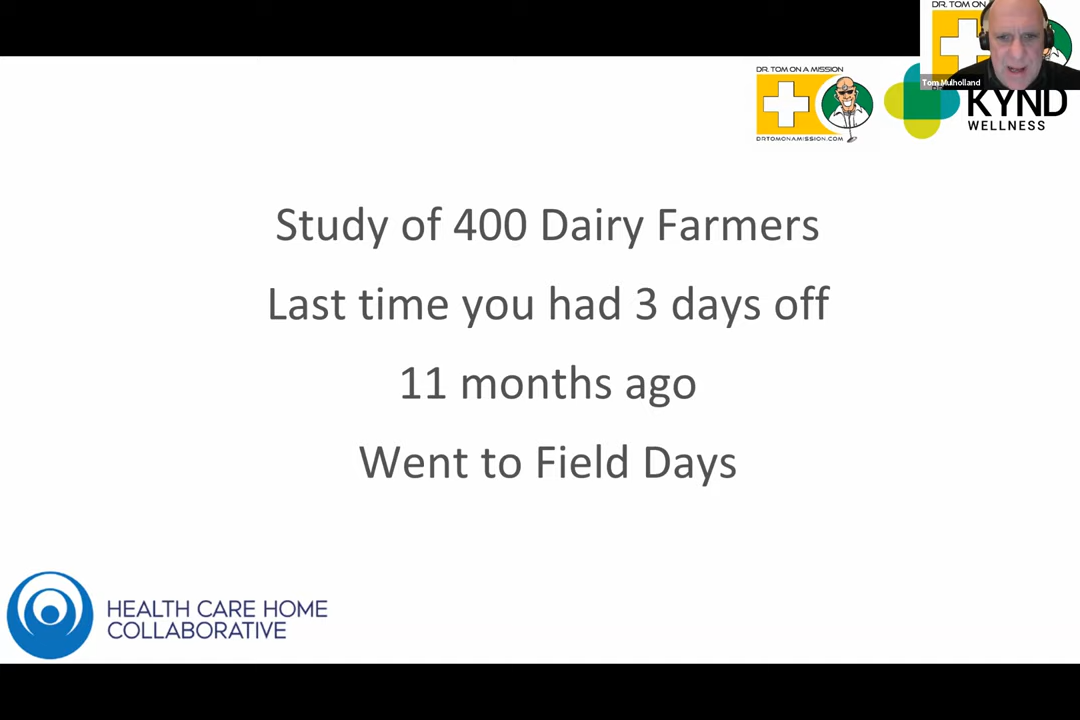 DR. TOM ON
Tom Mulholland
DR. TOM ON A MISSION
DRTOMONAMISSION.COM
KYND
WELLNESS
Study of 400 Dairy Farmers
Last time you had 3 days off
11 months ago
Went to Field Days
HEALTH CARE HOME
COLLABORATIVE